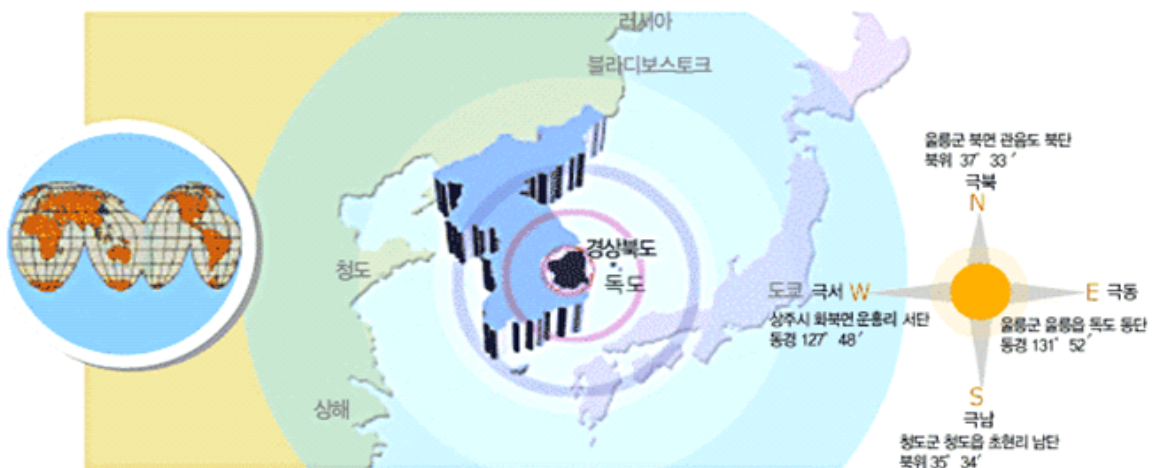 러시아
블라디보스토크
울릉군 북면 관음도 북단
북위 37° 33′
극북
N
경상북도
독도
청도
도쿄
극서 W
E 극동
상주시 화북면 운흥리 서단
동경 127° 48′
울릉군 울릉읍 독도 동단
동경 131° 52′
S
극남
상해
청도군 청도읍 초현리 남단
북위 35° 34′